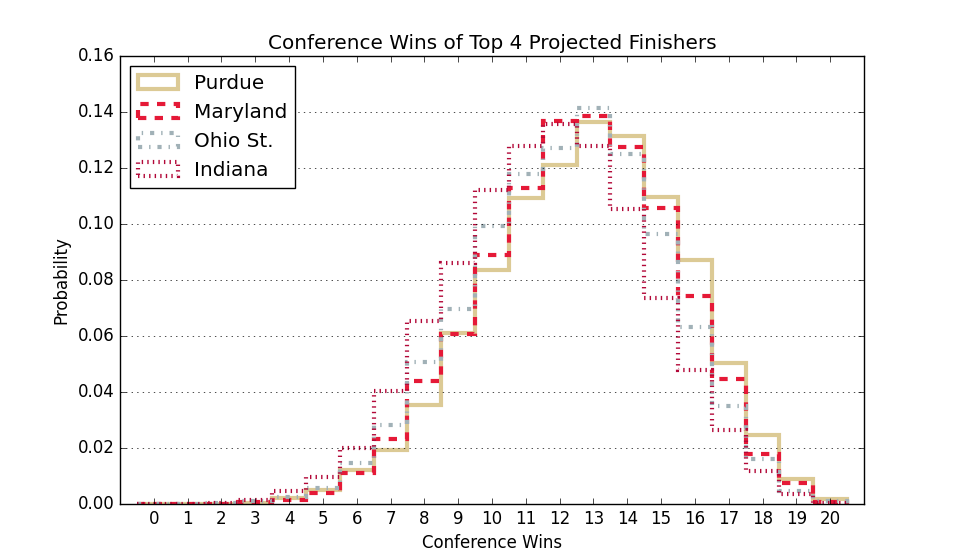 Conference Wins of Top 4 Projected Finishers
Purdue
Maryland
Ohio St.
Indiana
Probability
0.16
0.14
0.12
0.10
0.08
0.06
0.04
0.02
0.00
0 1 2 3 4 5 6 7 8 9 10 11 12 13 14 15 16 17 18 19 20
Conference Wins